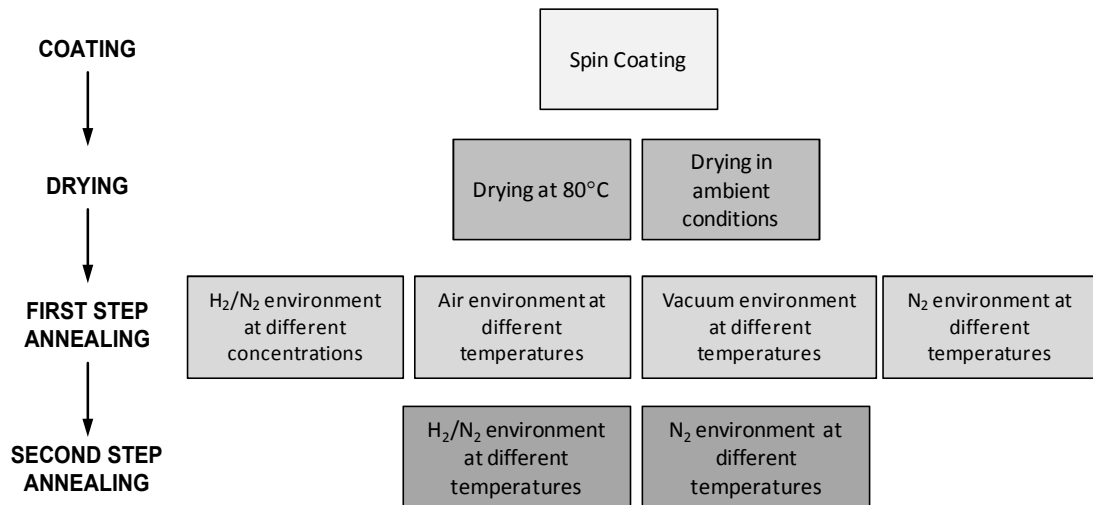 COATING
Spin Coating
DRYING
Drying at 80°C
Drying in
ambient
conditions
FIRST STEP
ANNEALING
H₂/N₂ environment
at different
concentrations
Air environment at
different
temperatures
Vacuum environment
at different
temperatures
N₂ environment at
different
temperatures
SECOND STEP
ANNEALING
H₂/N₂ environment
at different
temperatures
N₂ environment at
different
temperatures